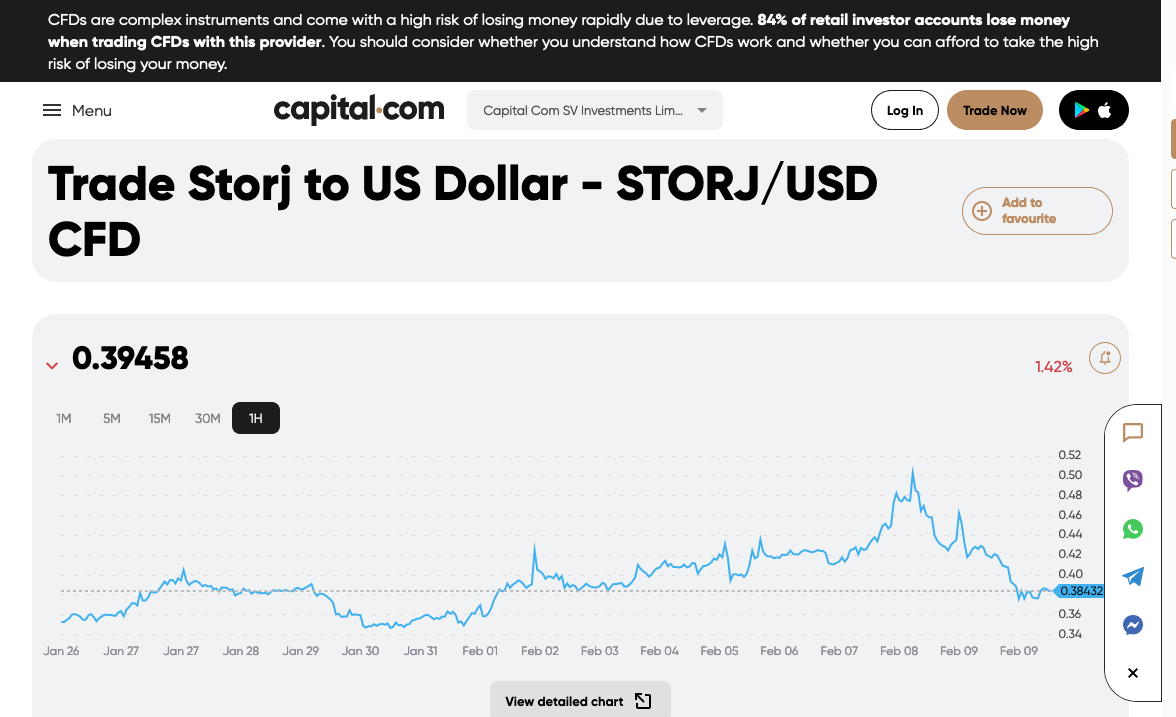 CFDs are complex instruments and come with a high risk of losing money rapidly due to leverage. 84% of retail investor accounts lose money
when trading CFDs with this provider. You should consider whether you understand how CFDs work and whether you can afford to take the high
risk of losing your money.
Menu
capital.com
Capital Com SV Investments Lim...
Log In
Trade Now
Trade Storj to US Dollar - STORJ/USD
CFD
Add to
favourite
0.39458
1.42%
1M 5M 15M 30M 1H
0.52
0.50
0.48
0.46
0.44
0.42
0.40
0.38432
0.36
0.34
Jan 26 Jan 27 Jan 27 Jan 28 Jan 29 Jan 30 Jan 31 Feb 01 Feb 02 Feb 03 Feb 04 Feb 05 Feb 06 Feb 07 Feb 08 Feb 09 Feb 09
View detailed chart